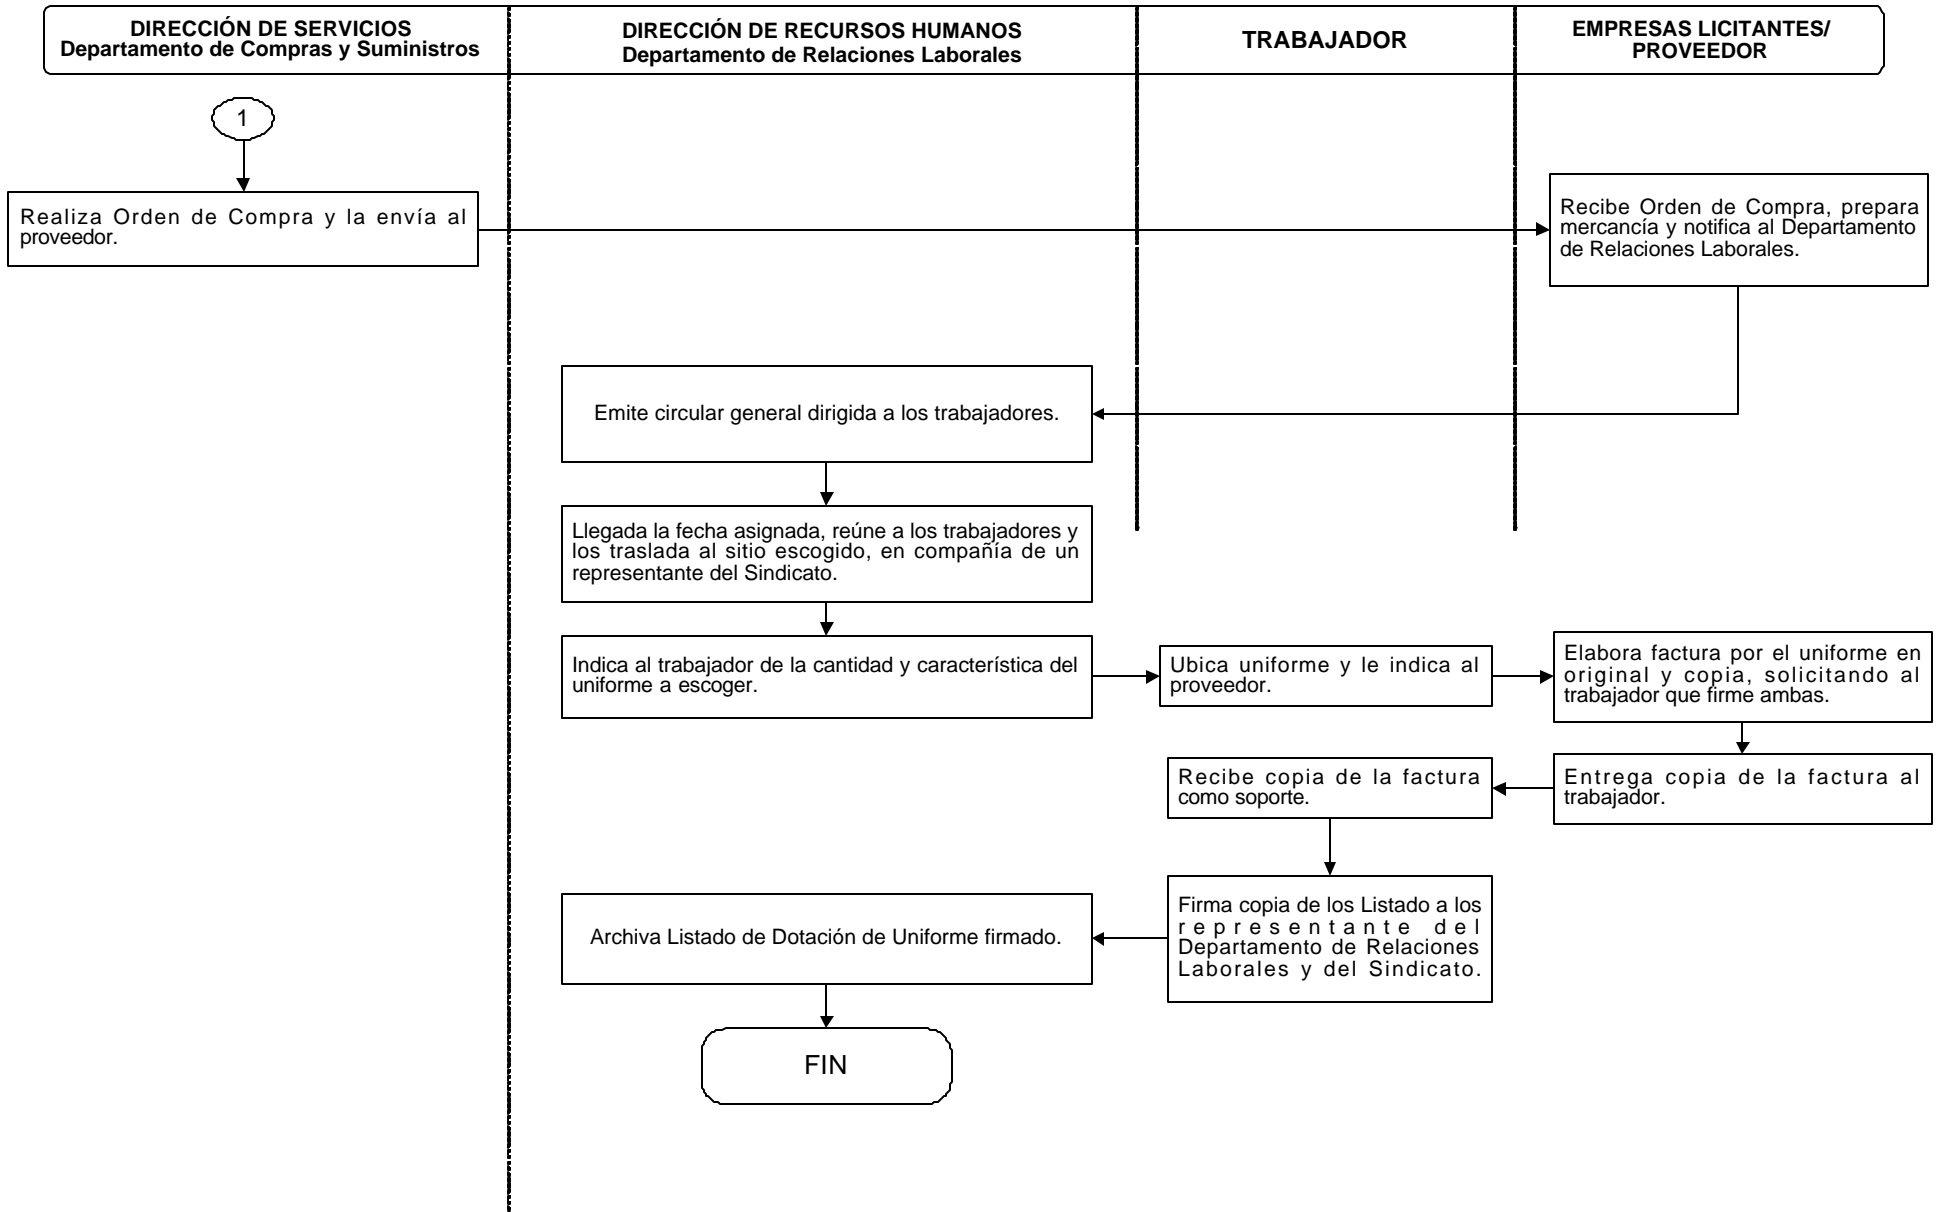 DIRECCIÓN DE SERVICIOS
Departamento de Compras y Suministros
DIRECCIÓN DE RECURSOS HUMANOS
Departamento de Relaciones Laborales
TRABAJADOR
EMPRESAS LICITANTES/
PROVEEDOR
1
Realiza Orden de Compra y la envía al
proveedor.
Recibe Orden de Compra, prepara
mercancía y notifica al Departamento
de Relaciones Laborales.
Emite circular general dirigida a los trabajadores.
Llegada la fecha asignada, reúne a los trabajadores y
los traslada al sitio escogido, en compañía de un
representante del Sindicato.
Indica al trabajador de la cantidad y característica del
uniforme a escoger.
Ubica uniforme y le indica al
proveedor.
Elabora factura por el uniforme en
original y copia, solicitando al
trabajador que firme ambas.
Entrega copia de la factura al
trabajador.
Recibe copia de la factura
como soporte.
Firma copia de los Listado a los
representante del
Departamento de Relaciones
Laborales y del Sindicato.
Archiva Listado de Dotación de Uniforme firmado.
FIN